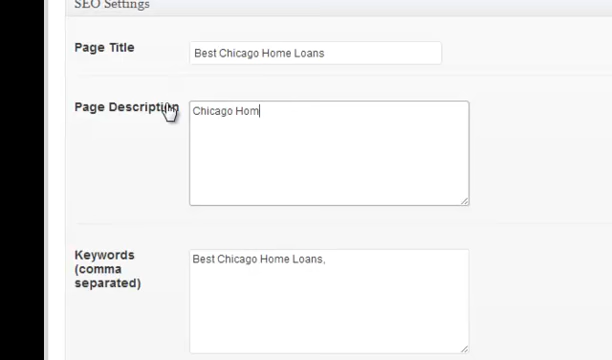 SEO Settings
Page Title
Best Chicago Home Loans
Page Description
Chicago Hom
Keywords
(comma
separated)
Best Chicago Home Loans,